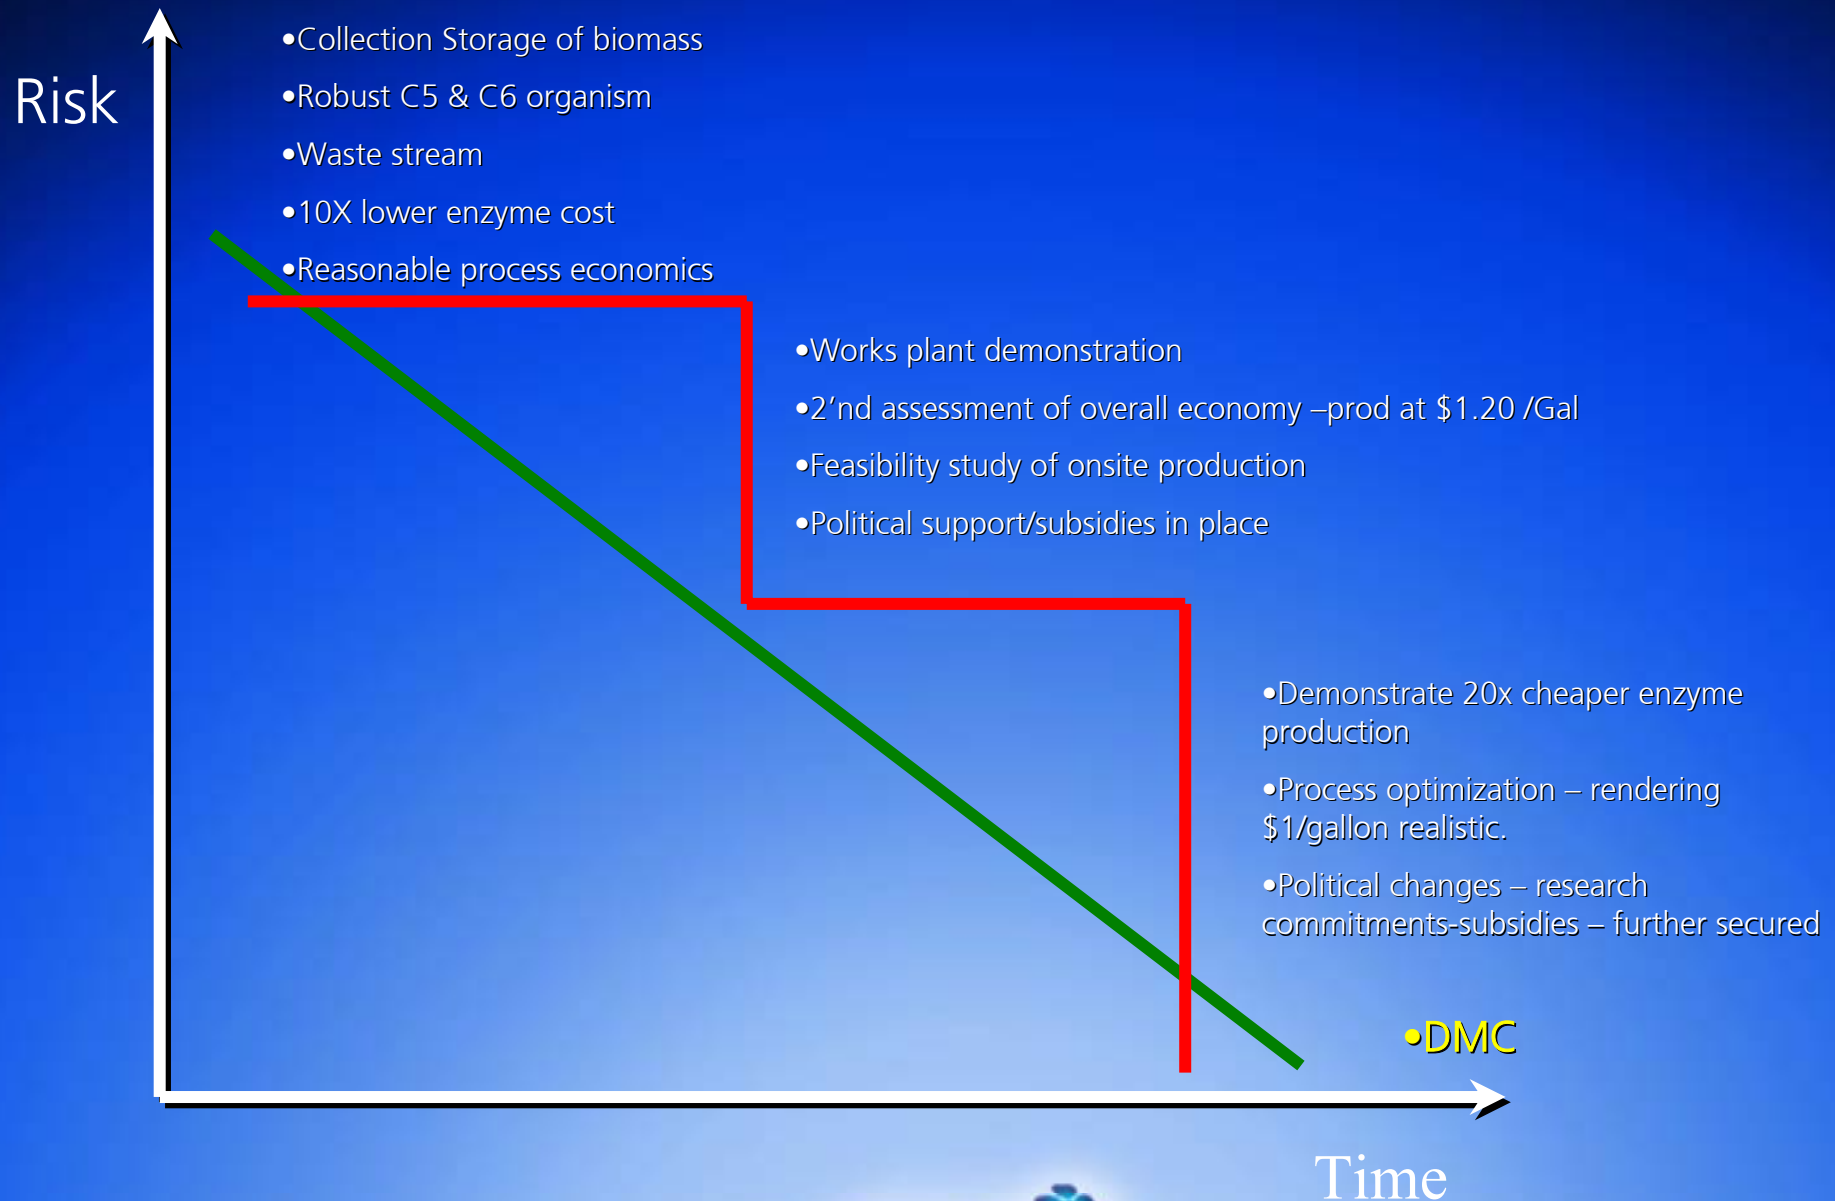 Risk
•Collection Storage of biomass
•Robust C5 & C6 organism
•Waste stream
•10X lower enzyme cost
•Reasonable process economics
•Works plant demonstration
•2’nd assessment of overall economy –prod at $1.20 /Gal
•Feasibility study of onsite production
•Political support/subsidies in place
•Demonstrate 20x cheaper enzyme
production
•Process optimization – rendering
$1/gallon realistic.
•Political changes – research
commitments-subsidies – further secured
•DMC
Time